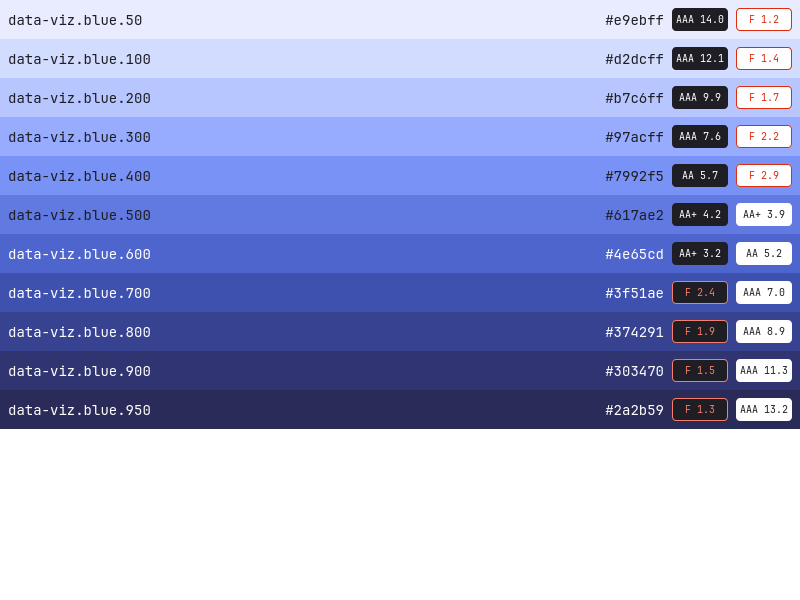 data-viz.blue.50 #e9ebff AAA 14.0 F 1.2
data-viz.blue.100 #d2dcff AAA 12.1 F 1.4
data-viz.blue.200 #b7c6ff AAA 9.9 F 1.7
data-viz.blue.300 #97acff AAA 7.6 F 2.2
data-viz.blue.400 #7992f5 AA 5.7 F 2.9
data-viz.blue.500 #617ae2 AA+ 4.2 AA+ 3.9
data-viz.blue.600 #4e65cd AA+ 3.2 AA 5.2
data-viz.blue.700 #3f51ae F 2.4 AAA 7.0
data-viz.blue.800 #374291 F 1.9 AAA 8.9
data-viz.blue.900 #303470 F 1.5 AAA 11.3
data-viz.blue.950 #2a2b59 F 1.3 AAA 13.2